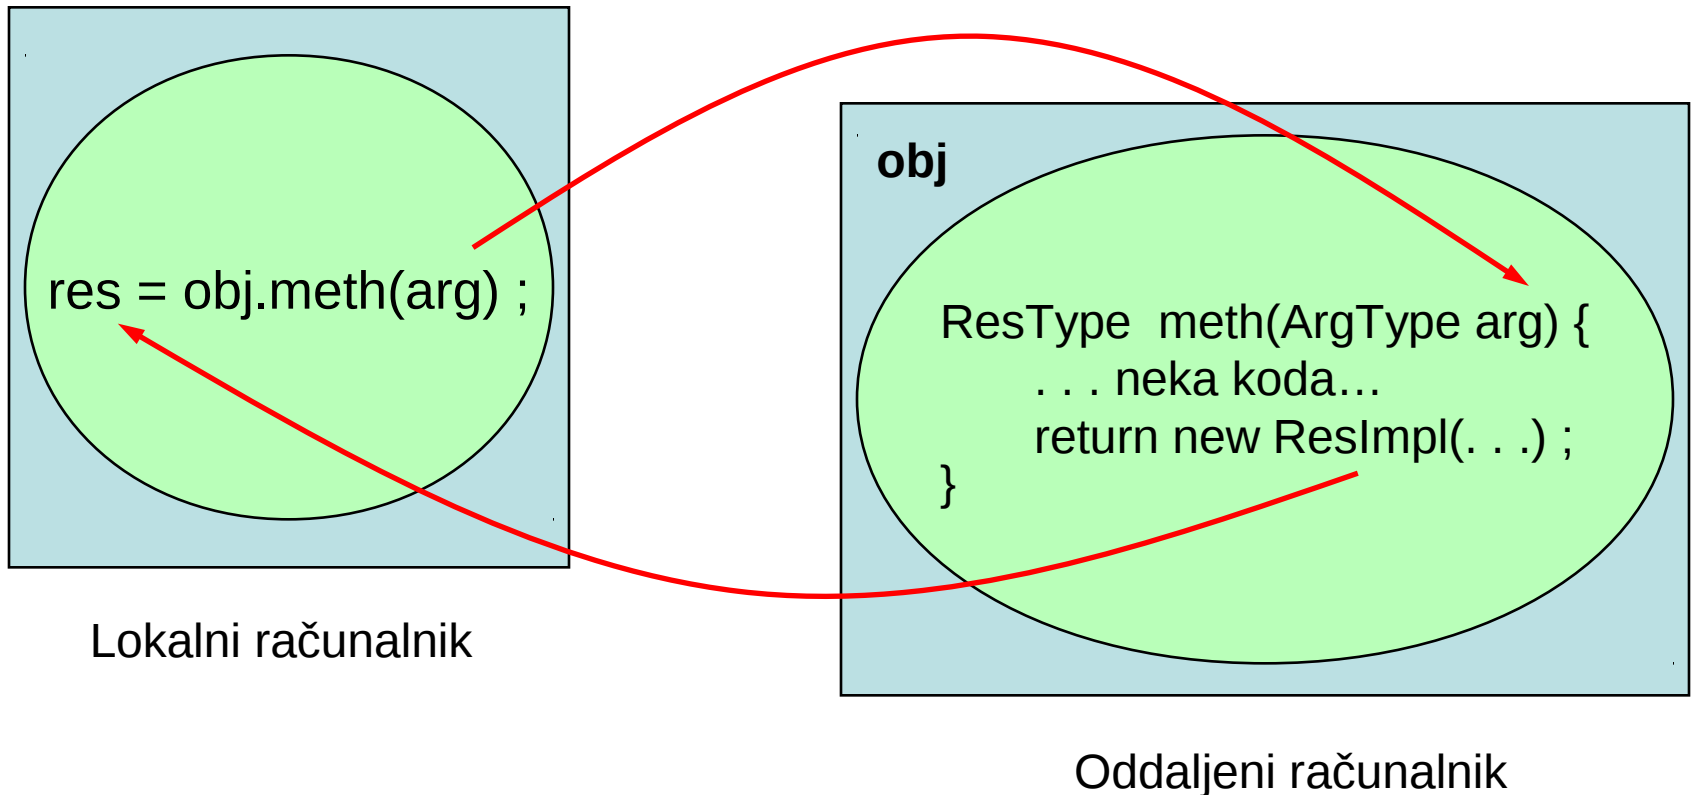 res = obj.meth(arg) ;
Lokalni računalnik
obj
ResType  meth(ArgType arg) {
. . . neka koda…
return new ResImpl(. . .) ;
}
Oddaljeni računalnik